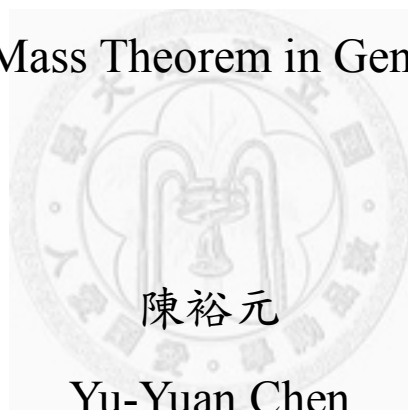 Mass Theorem in Gen
陳裕元
Yu-Yuan Chen